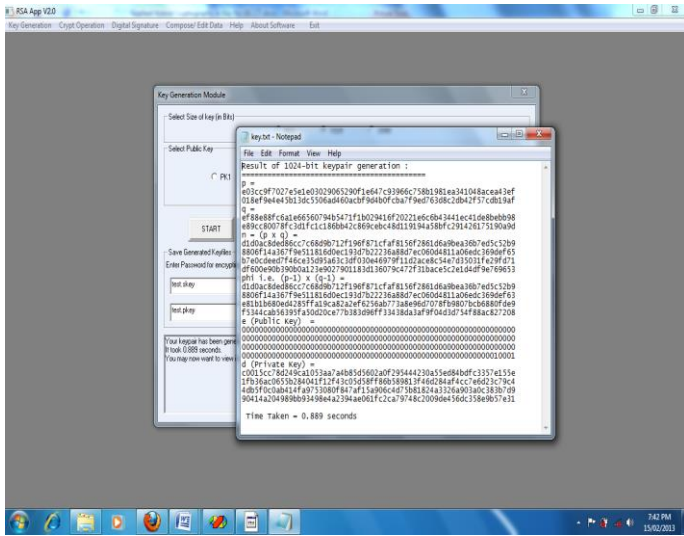 RSA App V2.0
Key Generation Crypt Operation Digital Signature Compose/ Edit Data Help About Software Exit
Key Generation Module
Select Size of key (in Bits)
Select Public Key
PK1
START
Save Generated Keyfiles
Enter Password for encrypti
test.skey
test.pkey
Your keypair has been gene
It took 0.889 seconds.
You may now want to view
key.txt - Notepad
File Edit Format View Help
Result of 1024-bit keypair generation :
==========================================
p =
e03cc9f7027e5e1e03029065290f1e647c93966c758b1981ea341048acea43ef
018ef9e4e45b13dc5506ad460acbf9d4b0fcba7f9ed763d8c2db42f57cdb19af
q =
ef88e88fc6a1e66560794b5471f1b029416f20221e6c6b43441ec41de8bebb98
e89cc80078fc3d1fc1c186bb42c869cebc48d119194a58bfc291426175190a9d
n = (p x q) =
d1d0ac8ded86cc7c68d9b712f196f871cfaf8156f2861d6a9bea36b7ed5c52b9
8806f14a367f9e511816d0ec193d7b22236a88d7ec060d4811a06edc369def65
b7e0cdeed7f46ce35d95a63c3df030e46979f11d2ace8c54e7d35031fe29fd71
df600e90b390b0a123e9027901183d136079c472f31bace5c2e1d4df9e769653
phi i.e. (p-1) x (q-1) =
d1d0ac8ded86cc7c68d9b712f196f871cfaf8156f2861d6a9bea36b7ed5c52b9
8806f14a367f9e511816d0ec193d7b22236a88d7ec060d4811a06edc369def63
e81b1b680ed4285ffa19ca82a2ef6256ab773a8e96d7078fb9807bcb6880fde9
f5344cab56395fa50d20ce77b383d96ff33438da3af9f04d3d754f88ac827208
e (Public Key) =
0000000000000000000000000000000000000000000000000000000000000000
0000000000000000000000000000000000000000000000000000000000000000
0000000000000000000000000000000000000000000000000000000000000000
0000000000000000000000000000000000000000000000000000000000010001
d (Private Key) =
c0015cc78d249ca1053aa7a4b85d5602a0f295444230a55ed84bdfc3357e155e
1fb36ac0655b284041f12f43c05d58ff86b589813f46d284af4cc7e6d23c79c4
4db5f0c0ab414fa9753080f847af15a906c4d75b81824a3326a903a0c383b7d9
90414a204989bb93498e4a2394ae061fc2ca79748c2009de456dc358e9b57e31
Time Taken = 0.889 seconds
7:42 PM
15/02/2013